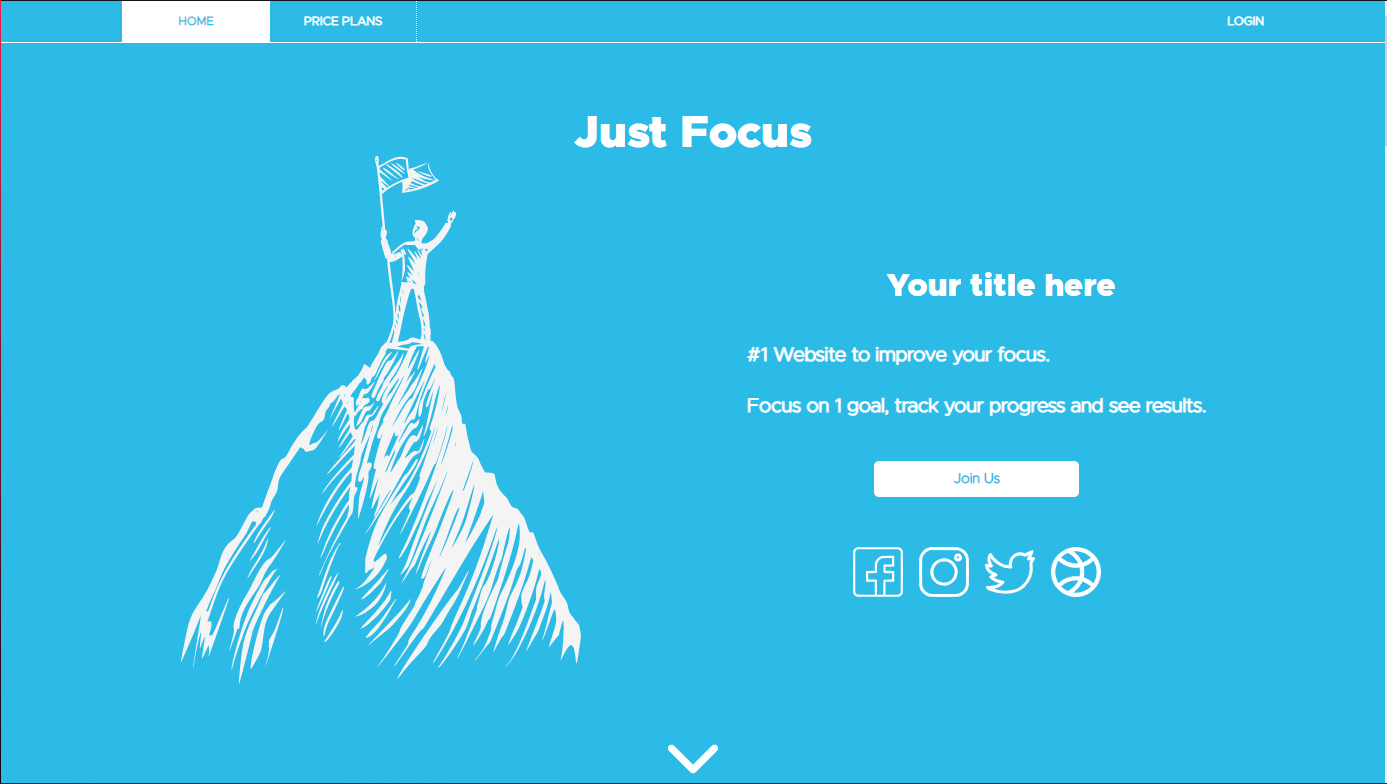 HOME
PRICE PLANS
LOGIN
Just Focus
Your title here
#1 Website to improve your focus.
Focus on 1 goal, track your progress and see results.
Join Us